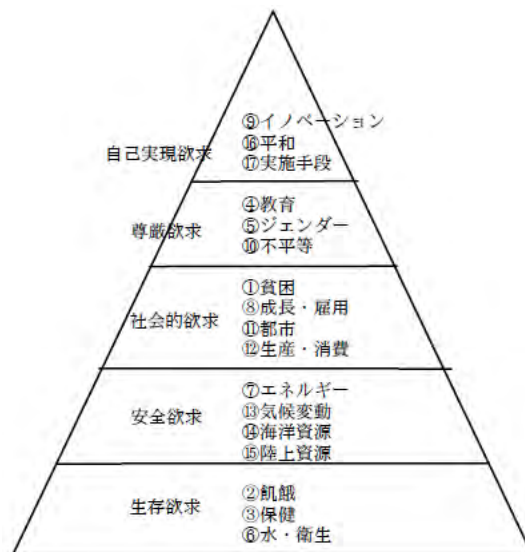 ⑨イノベーション
⑯平和
自己実現欲求
⑰実施手段
④教育
尊厳欲求
⑤ジェンダー
⑩不平等
①貧困
⑧成長・雇用
社会的欲求
⑪都市
⑫生産・消費
⑦エネルギー
安全欲求
⑬気候変動
⑭海洋資源
⑮陸上資源
②飢餓
生存欲求
③保健
⑥水・衛生